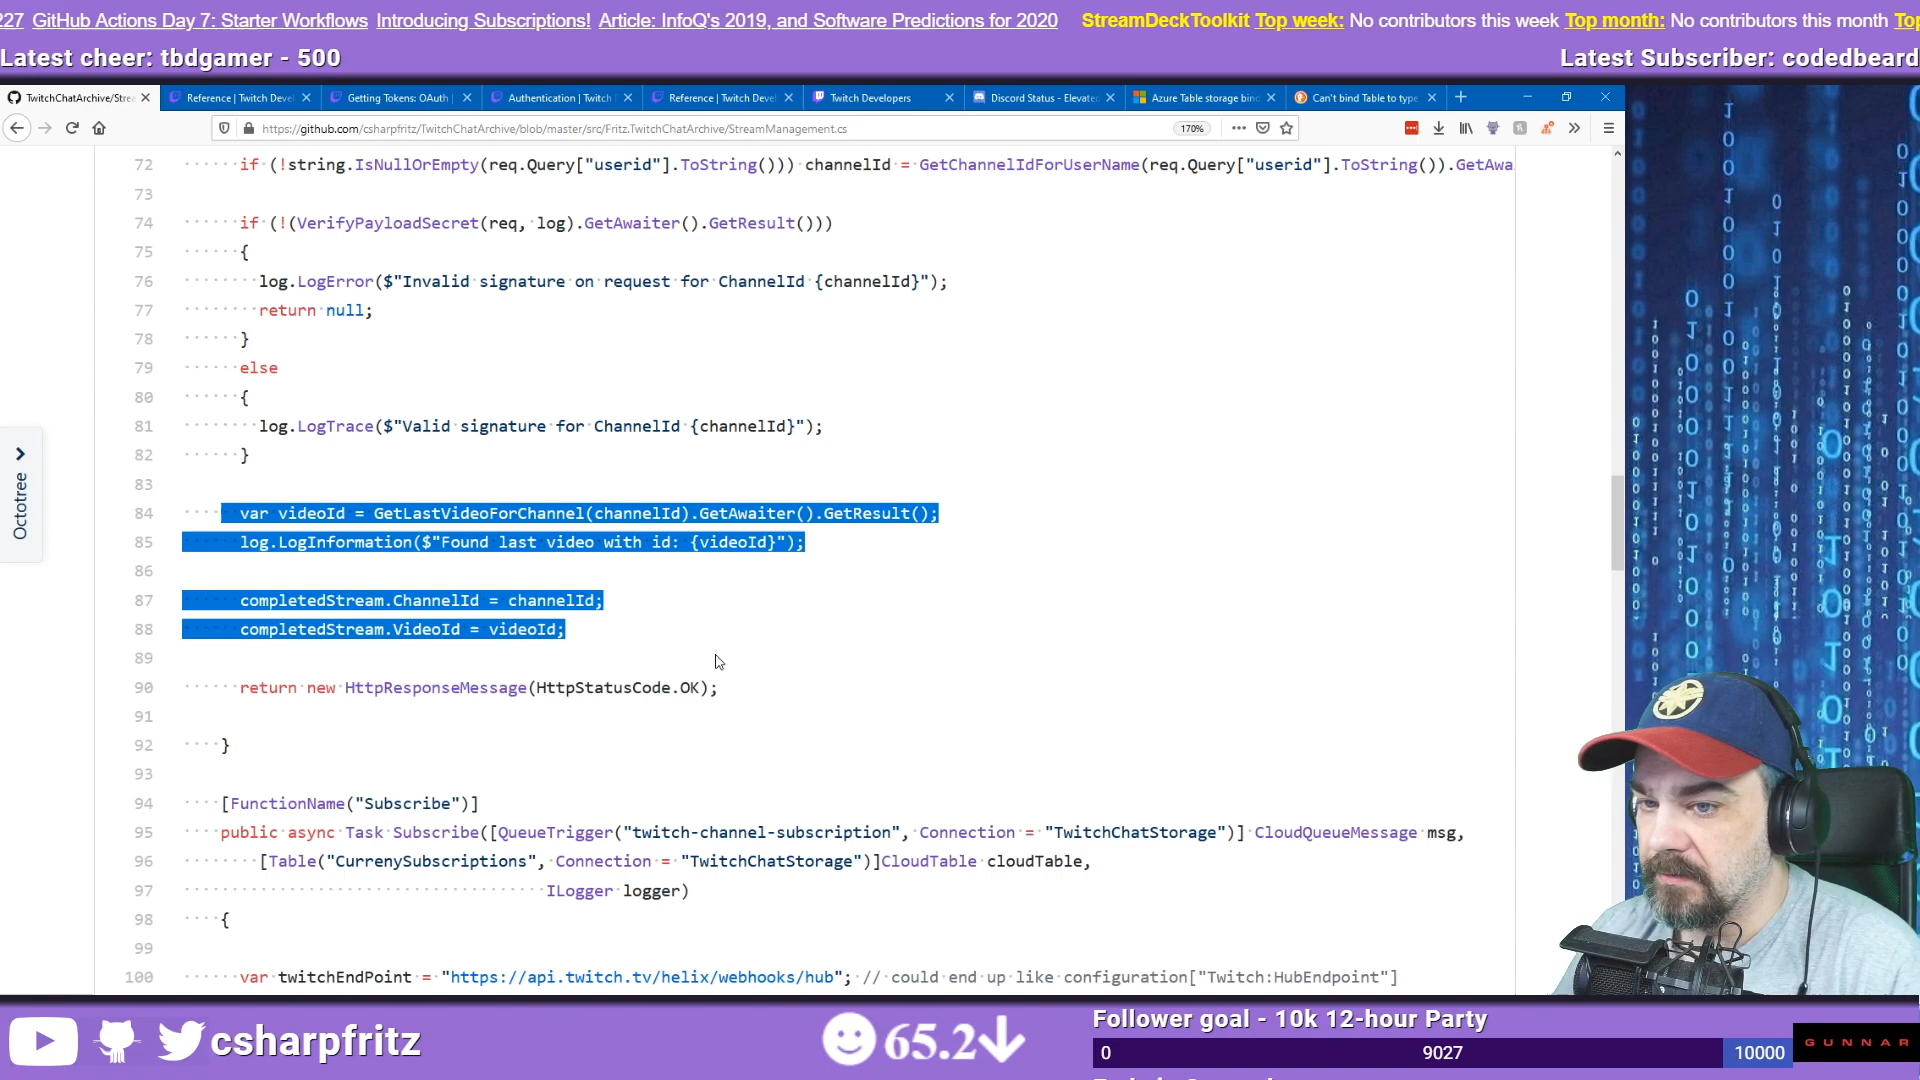 227 GitHub Actions Day 7: Starter Workflows Introducing Subscriptions! Article: InfoQ's 2019, and Software Predictions for 2020 StreamDeckToolkit Top week: No contributors this week Top month: No contributors this month
Latest cheer: tbdgamer - 500 Latest Subscriber: codedbeard
TwitchChatArchive/Stre Reference | Twitch Devel Getting Tokens: OAuth | Authentication | Twitch Reference | Twitch Devel Twitch Developers Discord Status - Elevate Azure Table storage bin Can't bind Table to type
https://github.com/csharpfritz/TwitchChatArchive/blob/master/src/Fritz.TwitchChatArchive/StreamManagement.cs 170%
72 if (!string.IsNullOrEmpty(req.Query["userid"].ToString())) channelId = GetChannelIdForUserName(req.Query["userid"].ToString()).GetAwa
73
74 if (!(VerifyPayloadSecret(req, log).GetAwaiter().GetResult()))
75 {
76 log.LogError($"Invalid signature on request for ChannelId {channelId}");
77 return null;
78 }
79 else
80 {
81 log.LogTrace($"Valid signature for ChannelId {channelId}");
82 }
83
84 var videoId = GetLastVideoForChannel(channelId).GetAwaiter().GetResult();
85 log.LogInformation($"Found last video with id: {videoId}");
86
87 completedStream.ChannelId = channelId;
88 completedStream.VideoId = videoId;
89
90 return new HttpResponseMessage(HttpStatusCode.OK);
91
92 }
93
94 [FunctionName("Subscribe")]
95 public async Task Subscribe([QueueTrigger("twitch-channel-subscription", Connection = "TwitchChatStorage")] CloudQueueMessage msg,
96 [Table("CurrenySubscriptions", Connection = "TwitchChatStorage")]CloudTable cloudTable,
97 ILogger logger)
98 {
99
100 var twitchEndPoint = "https://api.twitch.tv/helix/webhooks/hub"; // could end up like configuration["Twitch:HubEndpoint"]
Octotree
csharpfritz
65.2
Follower goal - 10k 12-hour Party
0 9027 10000
GUNNAR